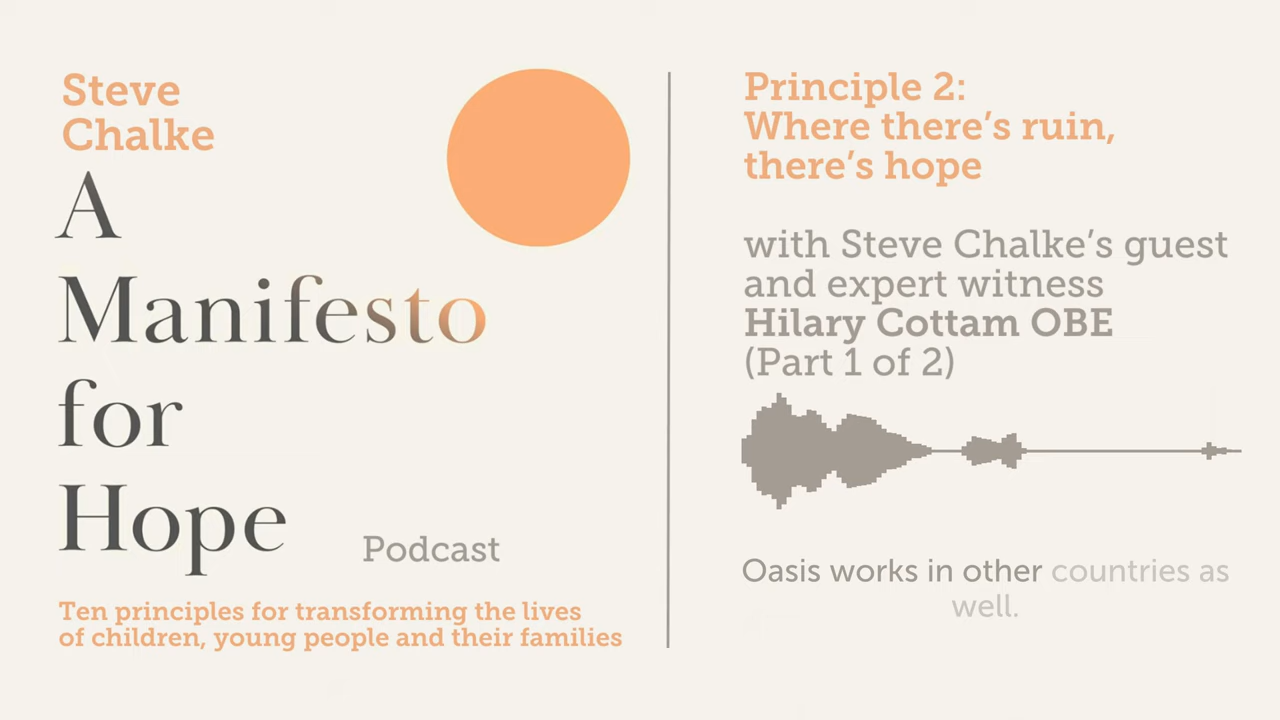 Steve
Chalke
A
Manifesto
for
Hope
Podcast
Ten principles for transforming the lives
of children, young people and their families
Principle 2:
Where there’s ruin,
there’s hope
with Steve Chalke’s guest
and expert witness
Hilary Cottam OBE
(Part 1 of 2)
Oasis works in other countries as
well.